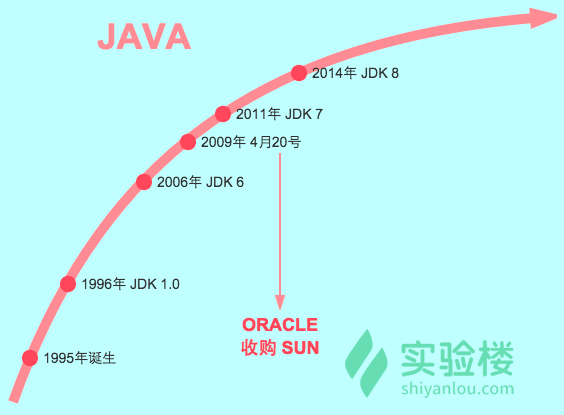 JAVA
2014年 JDK 8
2011年 JDK 7
2009年 4月20号
2006年 JDK 6
1996年 JDK 1.0
ORACLE
收购 SUN
1995年诞生
实验楼
shiyanlou.com